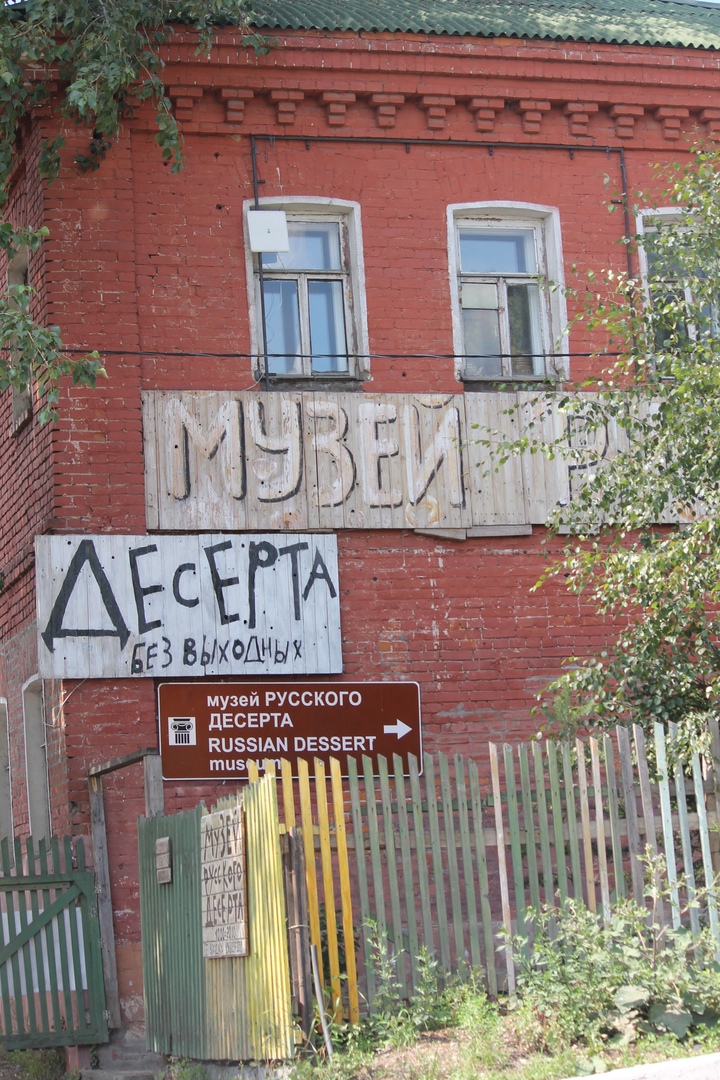 МУЗЕЙ Р
ДЕСЕРТА
БЕЗ ВЫХОДНЫХ
музей РУССКОГО
ДЕСЕРТА
RUSSIAN DESSERT
museum
МУЗЕЙ
РУССКОГО
ДЕСЕРТА